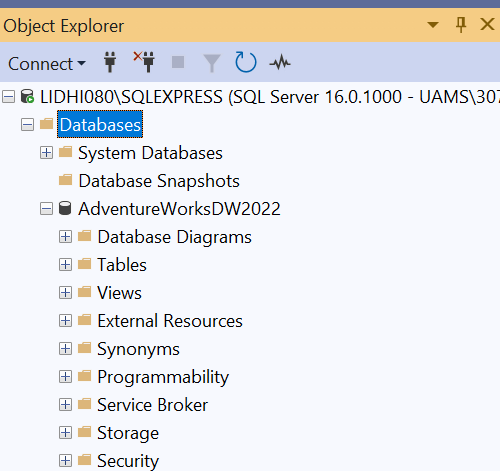 Object Explorer
Connect
LIDHI080\SQLEXPRESS (SQL Server 16.0.1000 - UAMS\307
Databases
System Databases
Database Snapshots
AdventureWorksDW2022
Database Diagrams
Tables
Views
External Resources
Synonyms
Programmability
Service Broker
Storage
Security